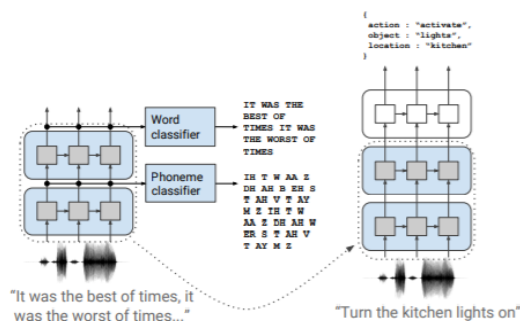 {
action : "activate",
object : "lights",
location : "kitchen"
}
Word
classifier
IT WAS THE
BEST OF
TIMES IT WAS
THE WORST OF
TIMES
Phoneme
classifier
IH T W AA Z
DH AH B EH S
T AH V T AY
M Z IH T W
AA Z DH AH W
ER S T AH V
T AY M Z
"It was the best of times, it
was the worst of times..."
"Turn the kitchen lights on"